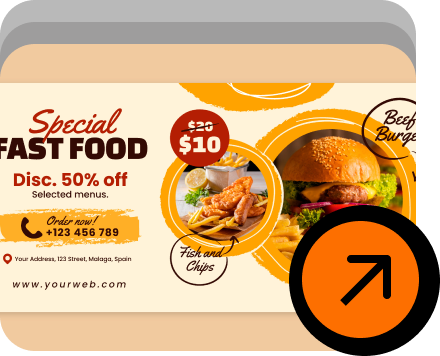 Special
FAST FOOD
Disc. 50% off
Selected menus.
Order now!
+123 456 789
Your Address, 123 Street, Malaga, Spain
www.yourweb.com
$20
$10
Fish and
Chips
Beef
Burge